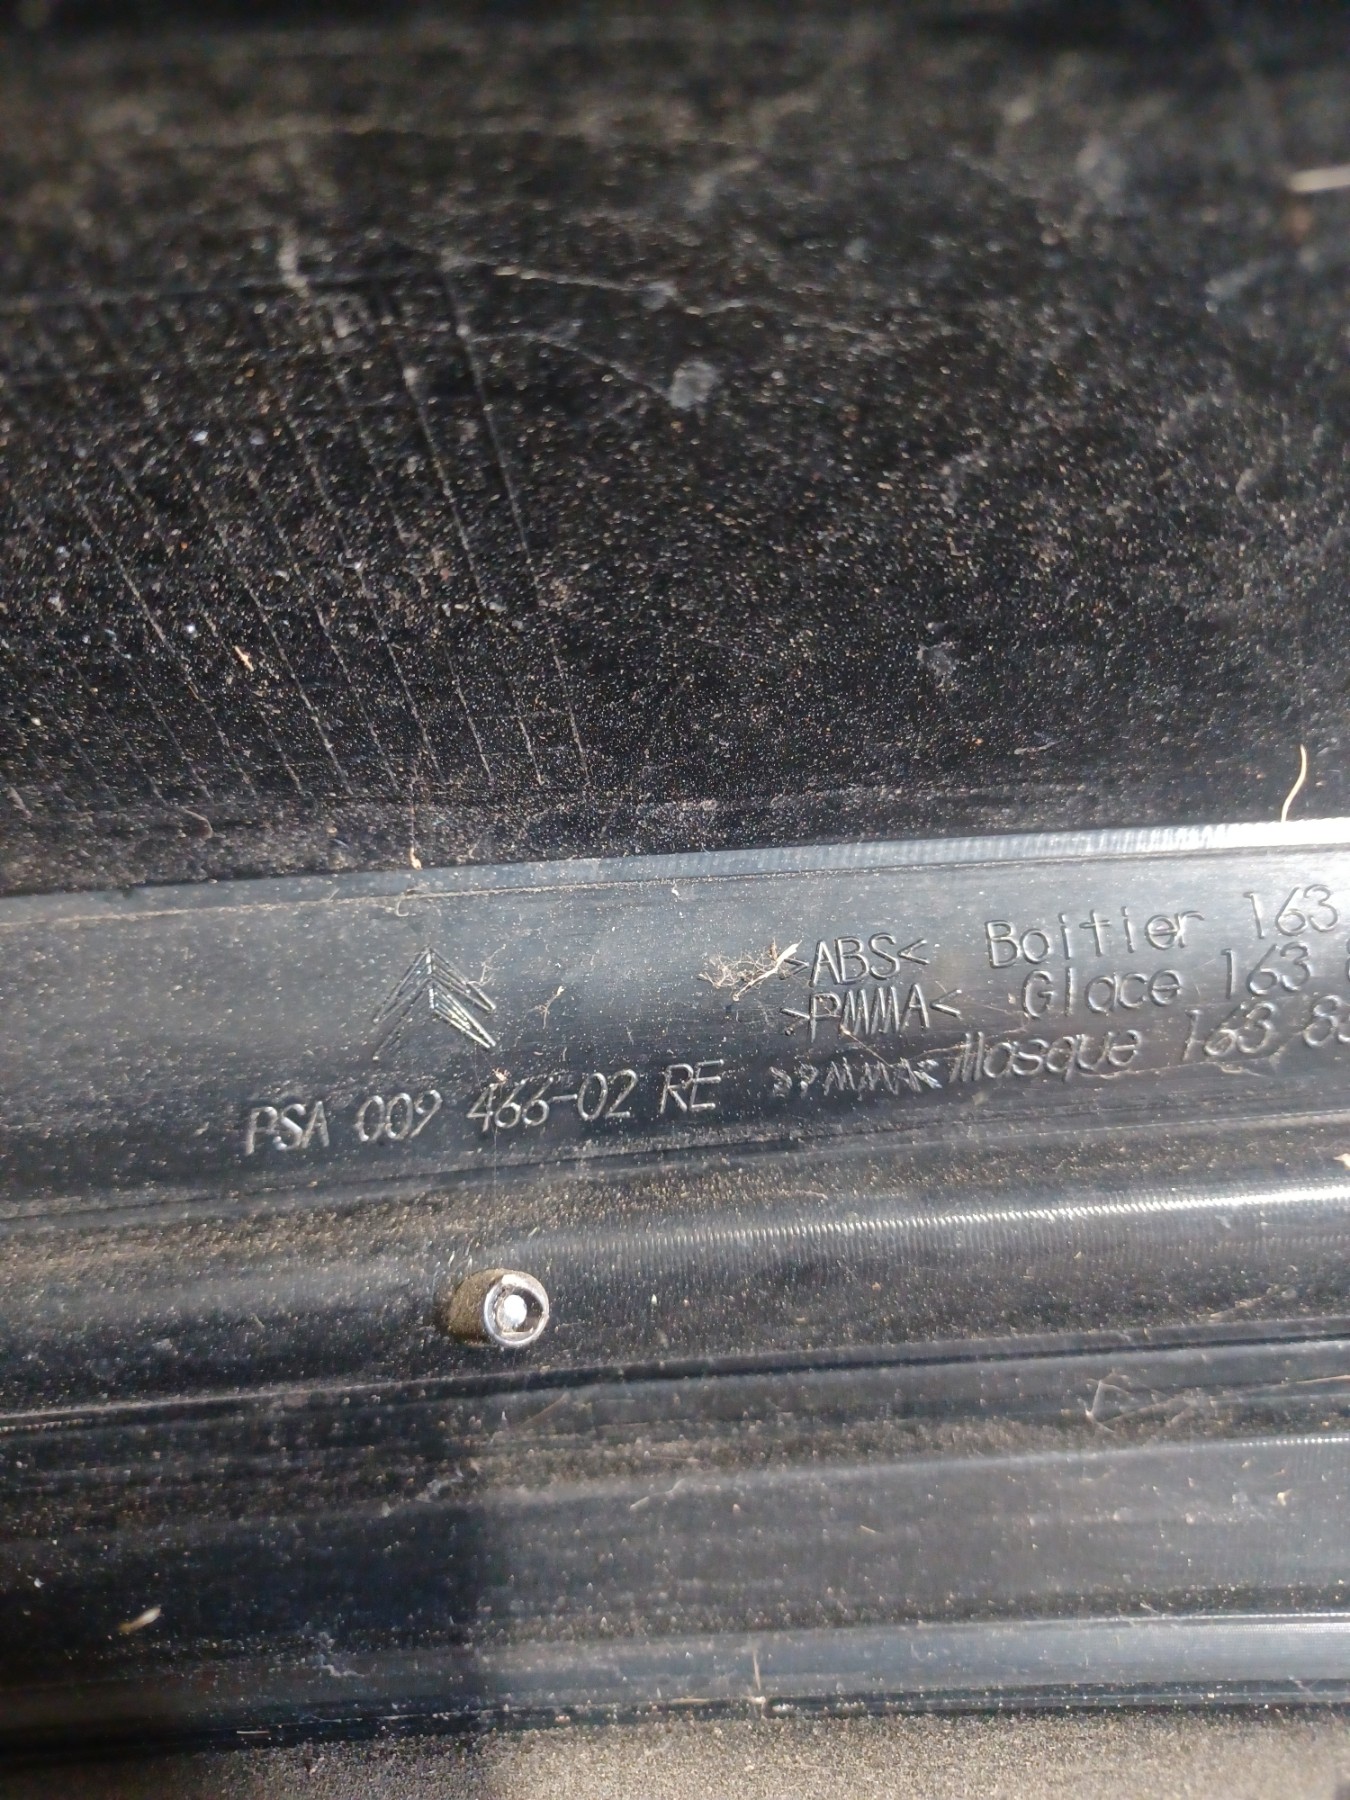 >ABS< Boitier 163
>PMMA< Glace 163
>PMMA< Masque 163
PSA 009 466-02 RE